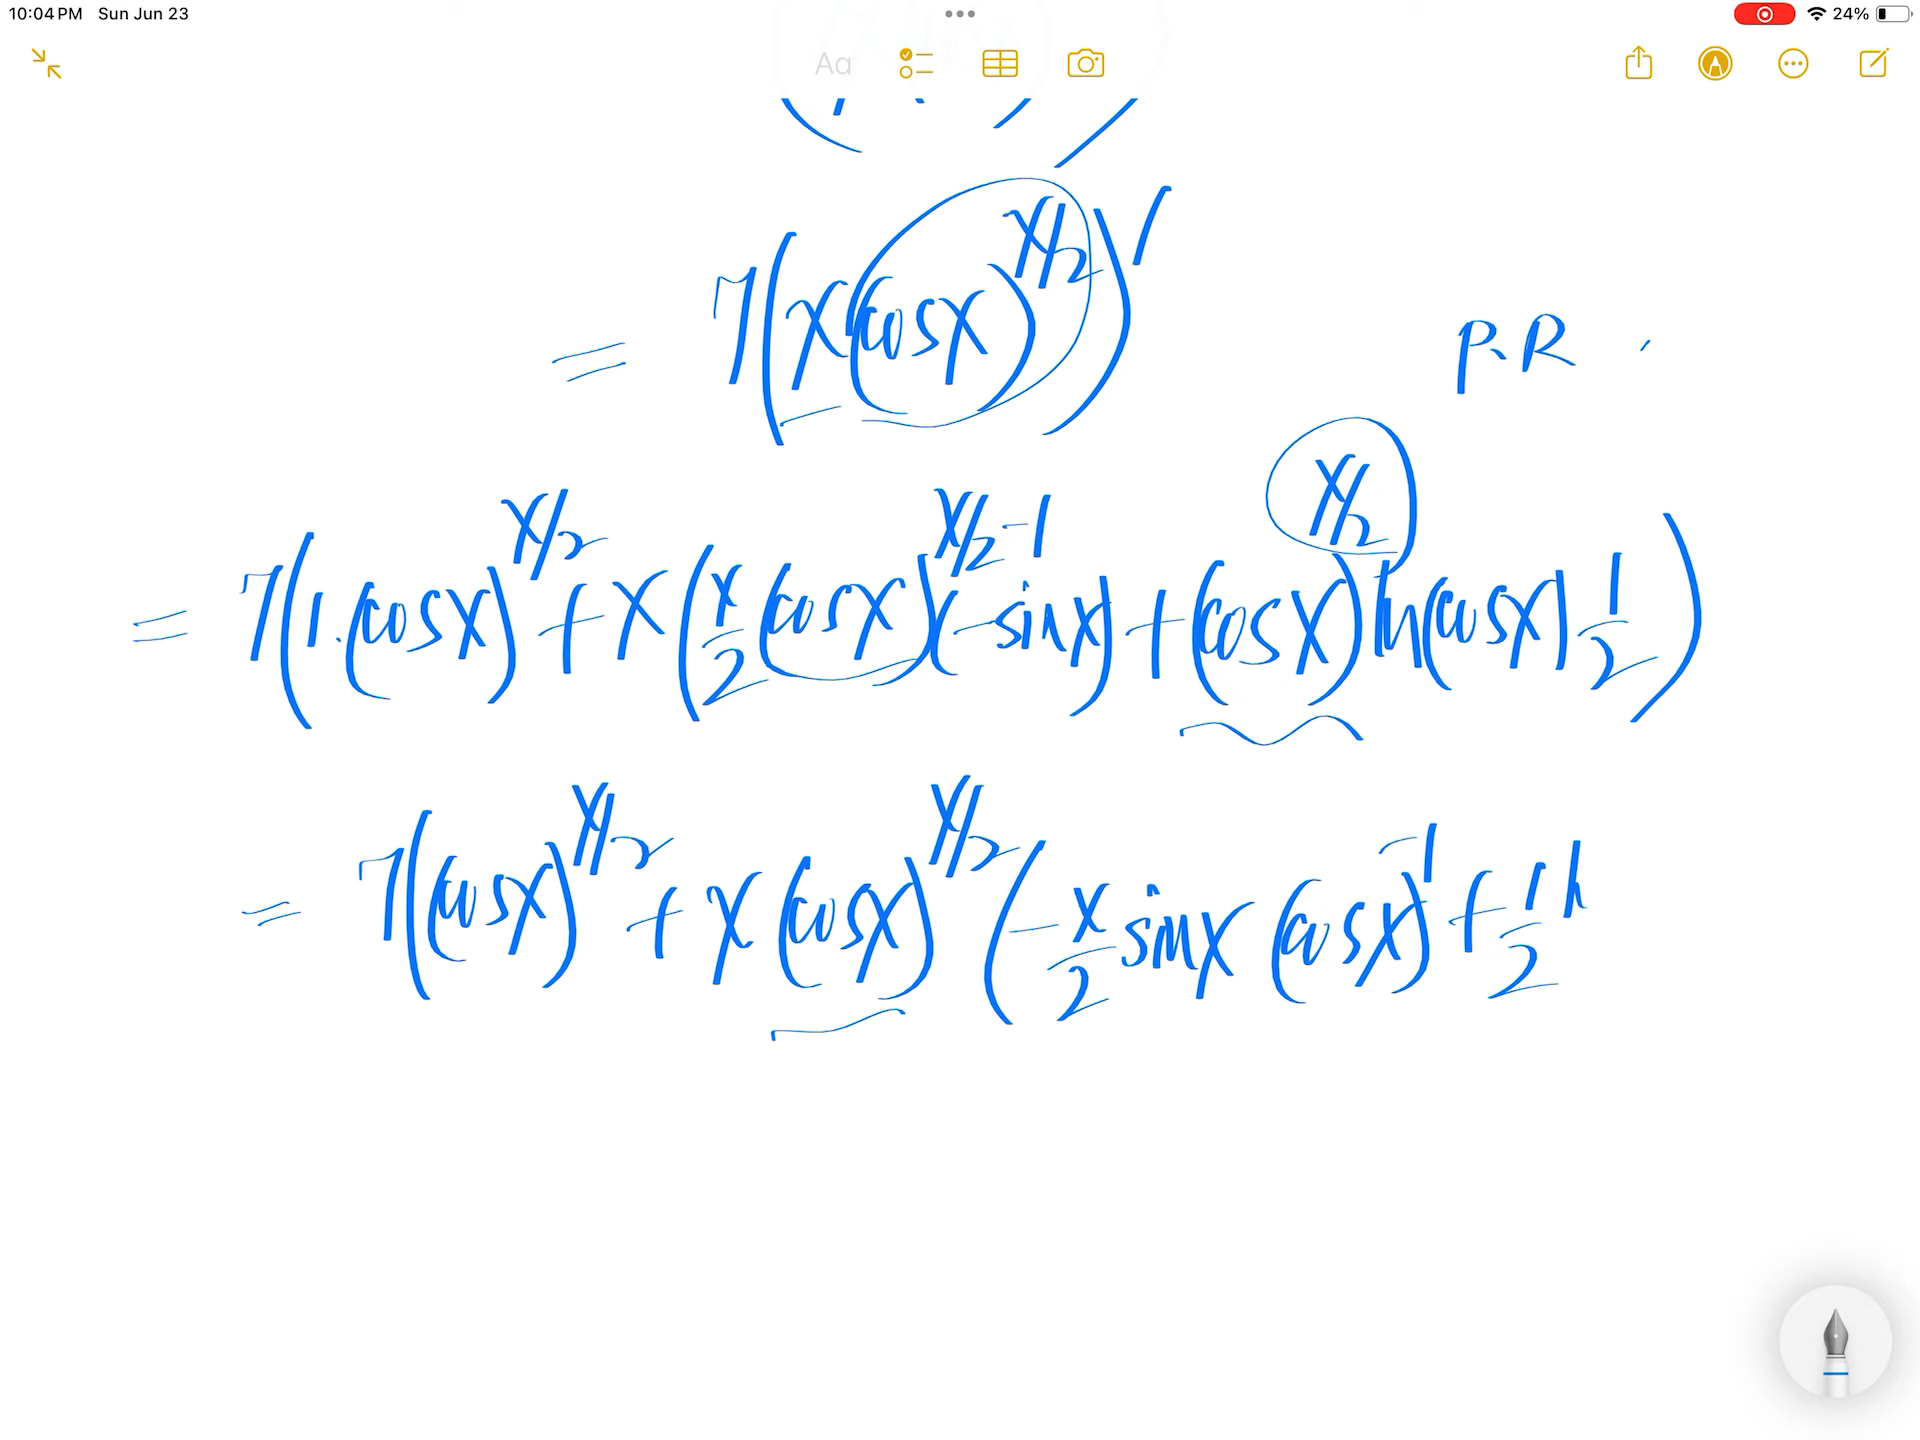 10:04 PM Sun Jun 23
24%
Aa
= 7(x(cosx)^{x/2})'
P.R.
= 7(1.(cosx)^{x/2} + x(x/2 (cosx)^{x/2-1}(-sinx) + (cosx)^{x/2} ln(cosx) 1/2)
= 7((cosx)^{x/2} + x(cosx)^{x/2}(-x/2 sinx (cosx)^{-1} + 1/2 l